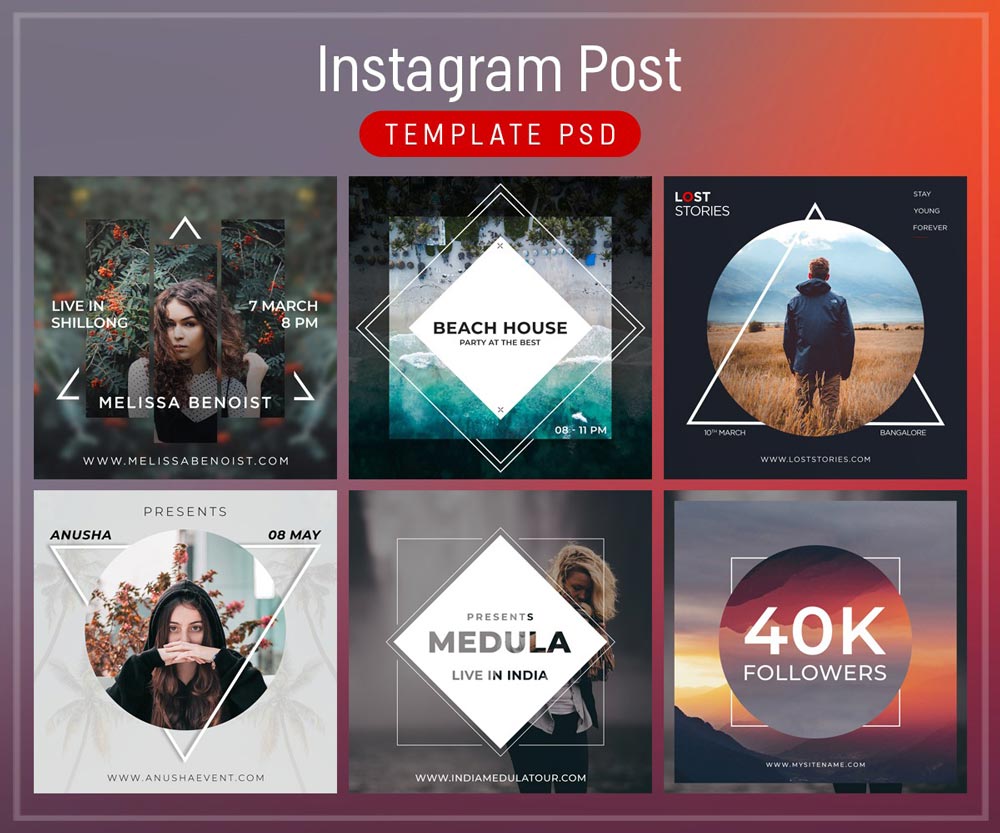 Instagram Post
TEMPLATE PSD
LIVE IN
SHILLONG
7 MARCH
8 PM
MELISSA BENOIST
WWW.MELISSABENOIST.COM
BEACH HOUSE
PARTY AT THE BEST
08 - 11 PM
LOST
STORIES
STAY
YOUNG
FOREVER
10TH MARCH
BANGALORE
WWW.LOSTSTORIES.COM
PRESENTS
ANUSHA
08 MAY
WWW.ANUSHAEVENT.COM
PRESENTS
MEDULA
LIVE IN INDIA
WWW.INDIAMEDULATOUR.COM
40K
FOLLOWERS
WWW.MYSITENAME.COM